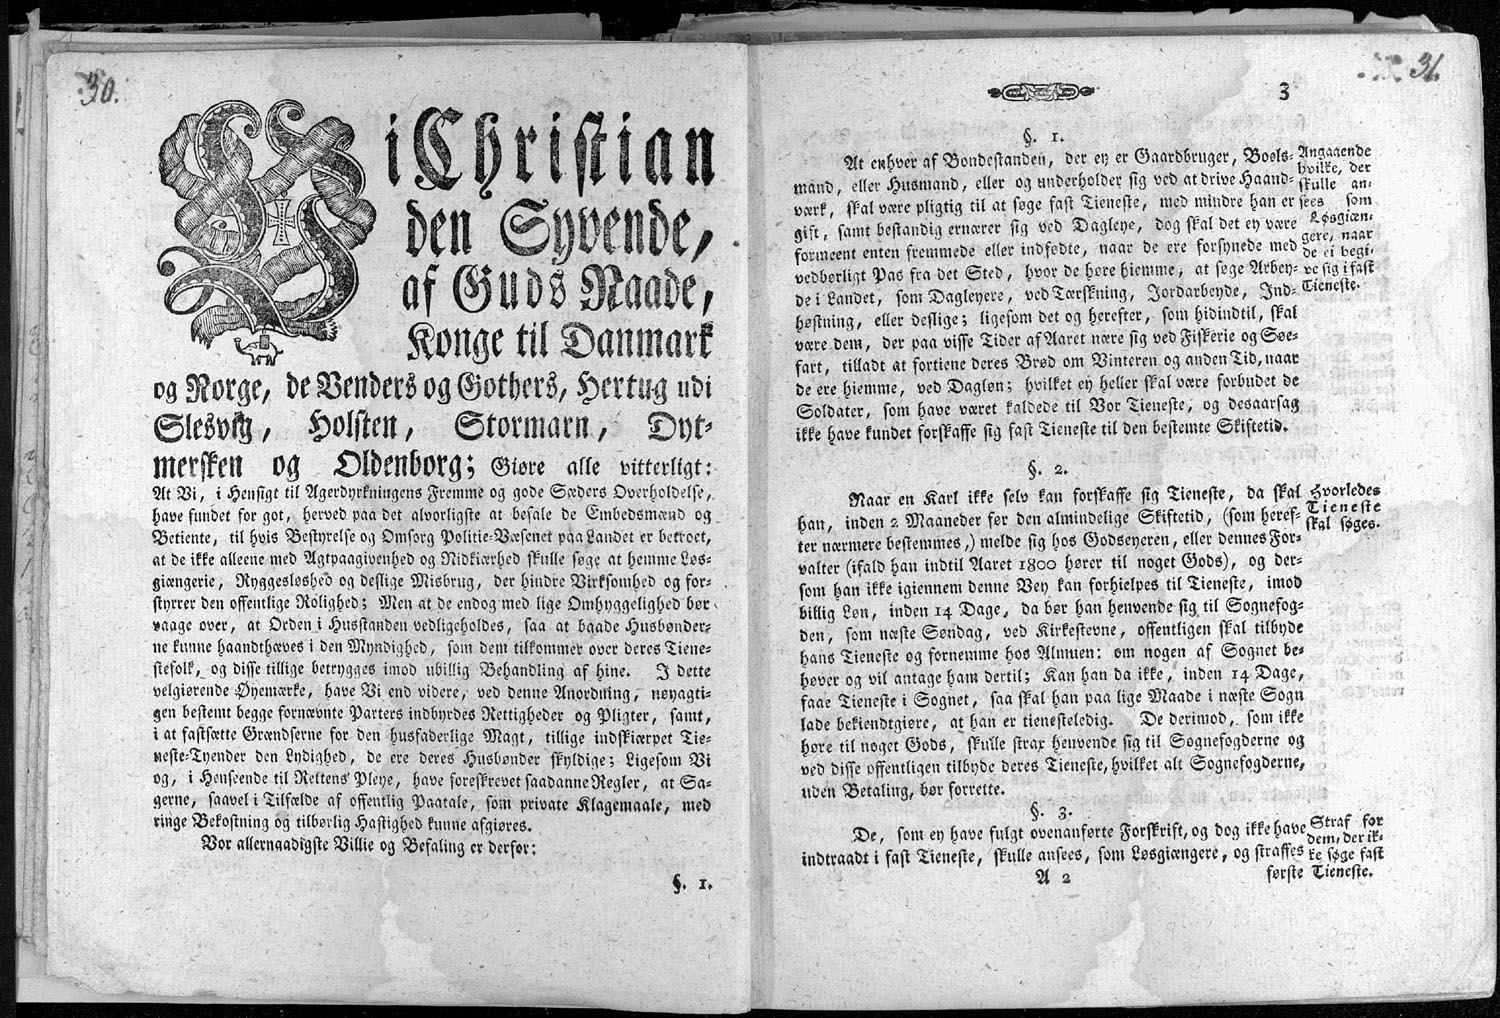 30.
Vi Christian
den Syvende,
af Guds Naade,
Konge til Danmark
og Norge, de Venders og Gothers, Hertug udi
Slesvig, Holsten, Stormarn, Dyt-
mersken og Oldenborg; Giøre alle vitterligt:
At Vi, i Hensigt til Agerdyrkningens Fremme og gode Sæders Overholdelse,
have fundet for got, herved paa det alvorligste at befale de Embedsmænd og
Betiente, til hvis Bestyrelse og Omsorg Politie-Væsenet paa Landet er betroet,
at de ikke alleene med Agtpaagivenhed og Nidkiærhed skulle søge at hemme Løs-
giængerie, Ryggesløshed og deslige Misbrug, der hindre Virksomhed og for-
styrrer den offentlige Rolighed; Men at de endog med lige Omhyggelighed bør
vaage over, at Orden i Husstanden vedligeholdes, saa at baade Husbønder-
ne kunne haandthæves i den Myndighed, som dem tilkommer over deres Tiene-
stefolk, og disse tillige betrygges imod ubillig Behandling af hine. I dette
velgiørende Øyemærke, have Vi end videre, ved denne Anordning, nøyagti-
gen bestemt begge fornævnte Parters indbyrdes Rettigheder og Pligter, samt,
i at fastsætte Grændserne for den husfaderlige Magt, tillige indskiærpet Tie-
neste-Tyender den Lydighed, de ere deres Husbønder skyldige; Ligesom Vi
og, i Henseende til Rettens Pleye, have foreskrevet saadanne Regler, at Sa-
gerne, saavel i Tilfælde af offentlig Paatale, som private Klagemaale, med
ringe Bekostning og tilbørlig Hastighed kunne afgiøres.
Vor allernaadigste Villie og Befaling er derfor:
§. 1.
31.
3
§. 1.
At enhver af Bondestanden, der ey er Gaardbruger, Boels-
mand, eller Husmand, eller og underholder sig ved at drive Haand-
værk, skal være pligtig til at søge fast Tieneste, med mindre han er
gift, samt bestandig ernærer sig ved Dagleye, dog skal det ey være
formeent enten fremmede eller indfødte, naar de ere forsynede med
vedbørligt Pas fra det Sted, hvor de høre hiemme, at søge Arbey-
de i Landet, som Dagleyere, ved Tærskning, Jordarbeyde, Ind-
høstning, eller deslige; ligesom det og herefter, som hidindtil, skal
være dem, der paa visse Tider af Aaret nære sig ved Fiskerie og Søe-
fart, tilladt at fortiene deres Brød om Vinteren og anden Tid, naar
de ere hiemme, ved Dagløn; hvilket ey heller skal være forbudet de
Soldater, som have været kaldede til Vor Tieneste, og desaarsag
ikke have kundet forskaffe sig fast Tieneste til den bestemte Skiftetid.
Angaaende
hvilke, der
skulle an-
sees som
Løsgiæn-
gere, naar
de ei begi-
ve sig i fast
Tieneste.
§. 2.
Naar en Karl ikke selv kan forskaffe sig Tieneste, da skal
han, inden 2 Maaneder før den almindelige Skiftetid, (som heref-
ter nærmere bestemmes,) melde sig hos Godseyeren, eller dennes For-
valter (ifald han indtil Aaret 1800 hører til noget Gods), og der-
som han ikke igiennem denne Vey kan forhielpes til Tieneste, imod
billig Løn, inden 14 Dage, da bør han henvende sig til Sognefog-
den, som næste Søndag, ved Kirkestevne, offentligen skal tilbyde
hans Tieneste og fornemme hos Almuen: om nogen af Sognet be-
høver og vil antage ham dertil; Kan han da ikke, inden 14 Dage,
faae Tieneste i Sognet, saa skal han paa lige Maade i næste Sogn
lade bekiendtgiøre, at han er tienesteledig. De derimod, som ikke
høre til noget Gods, skulle strax henvende sig til Sognefogderne og
ved disse offentligen tilbyde deres Tieneste, hvilket alt Sognefogderne,
uden Betaling, bør forrette.
Hvorledes
Tieneste
skal søges.
§. 3.
De, som ey have fulgt ovenanførte Forskrift, og dog ikke have
indtraadt i fast Tieneste, skulle ansees, som Løsgiængere, og straffes
Straf for
dem, der ik-
ke søge fast
Tieneste.
A 2
første